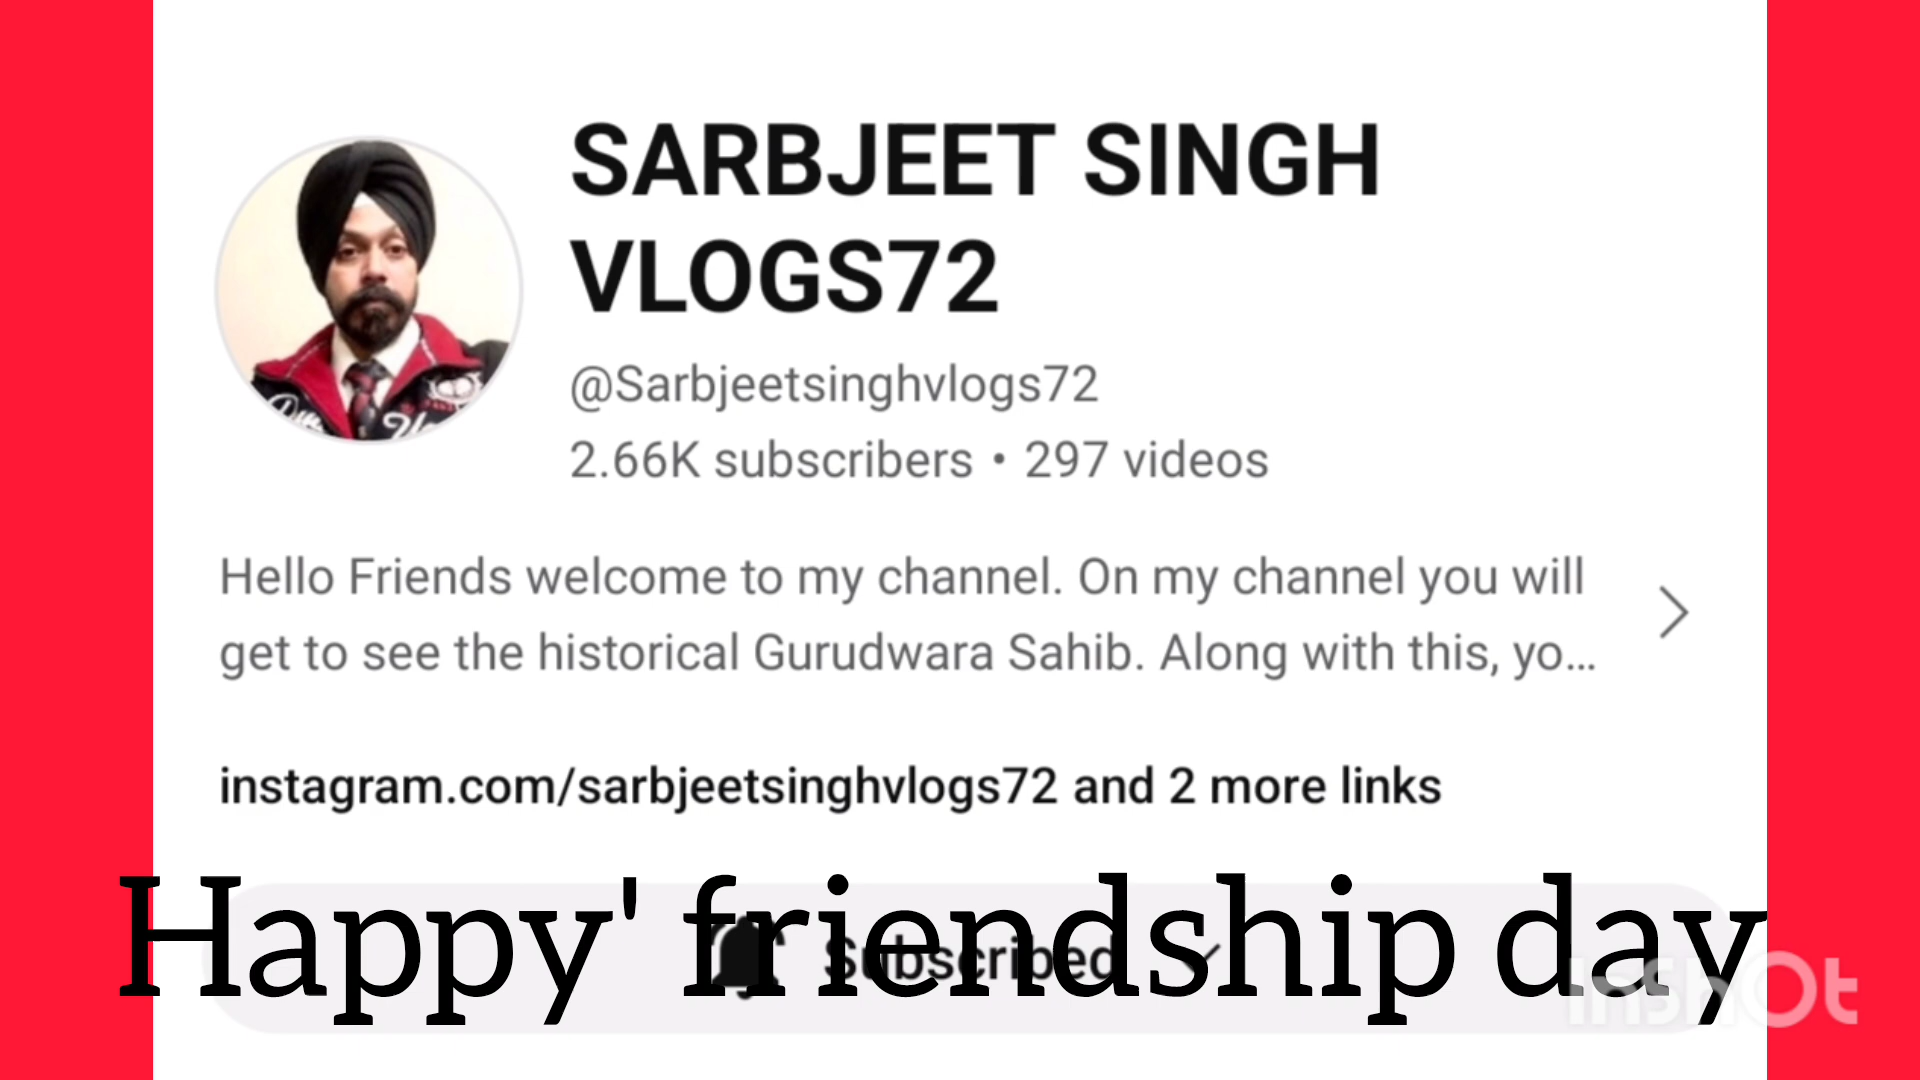 SARBJEET SINGH
VLOGS72
@Sarbjeetsinghvlogs72
2.66K subscribers • 297 videos
Hello Friends welcome to my channel. On my channel you will
get to see the historical Gurudwara Sahib. Along with this, yo...
instagram.com/sarbjeetsinghvlogs72 and 2 more links
Happy' friendship day
Subscribed
InShOt